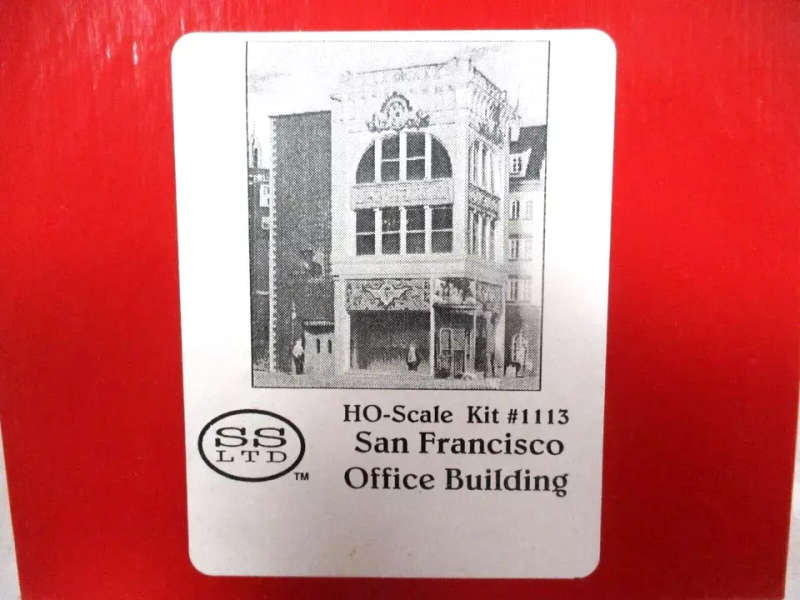 HO-Scale Kit #1113
San Francisco
Office Building
SS
LTD
TM